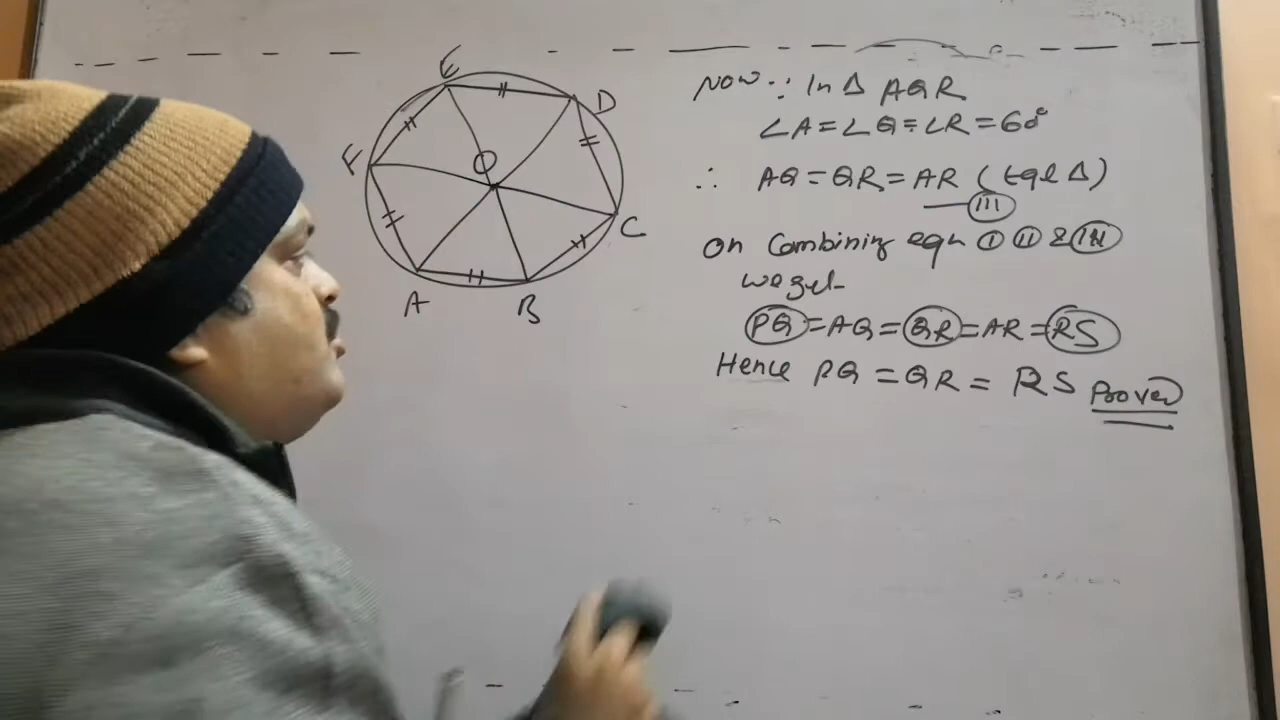 E
D
F
O
C
A
B
NOW ∵ In Δ AQR
∠A = ∠Q = ∠R = 60°
∴ AQ = QR = AR (Eql Δ)
III
On Combining eqn I II & III
we get
PQ = AQ = QR = AR = RS
Hence PQ = QR = RS Proved